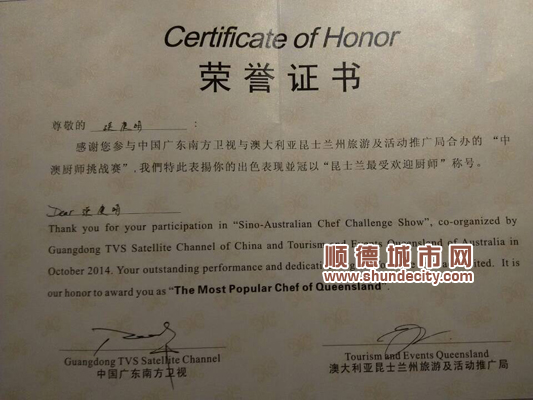 Certificate of Honor
荣誉证书
尊敬的 :
感谢您参与中国广东南方卫视与澳大利亚昆士兰州旅游及活动推广局合办的“中
澳厨师挑战赛”，我們特此表揚你的出色表現並冠以“昆士兰最受欢迎厨师”称号。
Dear
Thank you for your participation in “Sino-Australian Chef Challenge Show”, co-organized by
Guangdong TVS Satellite Channel of China and Tourism and Events Queensland of Australia in
October 2014. Your outstanding performance and dedication It is
our honor to award you as “The Most Popular Chef of Queensland”.
顺德城市网
www.shundecity.com
Guangdong TVS Satellite Channel
中国广东南方卫视
Tourism and Events Queensland
澳大利亚昆士兰州旅游及活动推广局